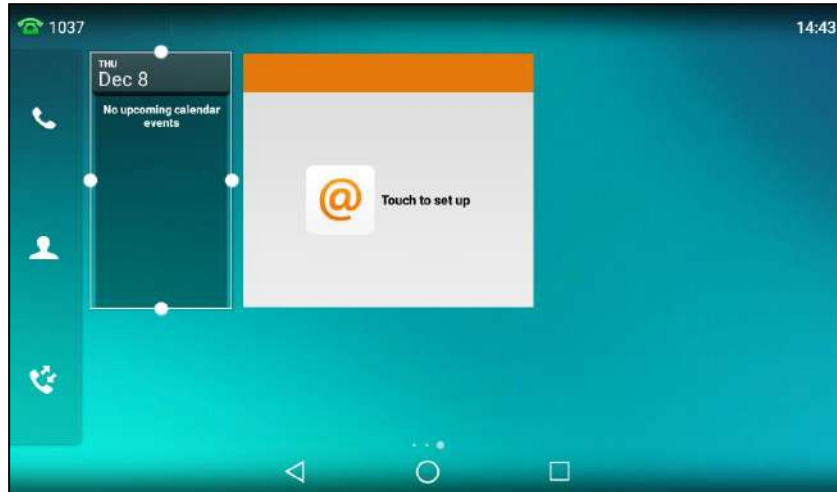 1037
14:43
THU
Dec 8
No upcoming calendar
events
@
Touch to set up